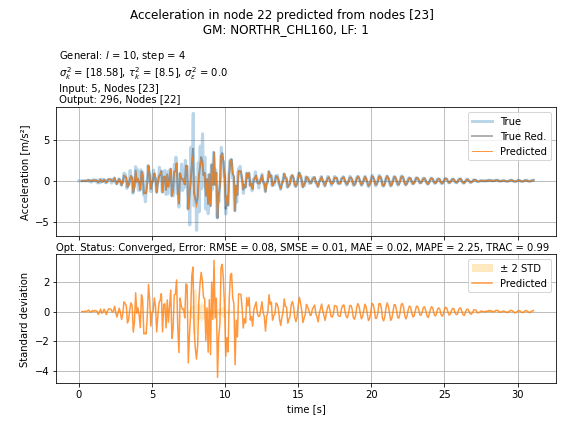 Acceleration in node 22 predicted from nodes [23]
GM: NORTHR_CHL160, LF: 1
General: l = 10, step = 4
σ²ₖ = [18.58], τ²ₖ = [8.5], σ²ε = 0.0
Input: 5, Nodes [23]
Output: 296, Nodes [22]
Acceleration [m/s²]
5
0
−5
True
True Red.
Predicted
Opt. Status: Converged, Error: RMSE = 0.08, SMSE = 0.01, MAE = 0.02, MAPE = 2.25, TRAC = 0.99
Standard deviation
2
0
−2
−4
± 2 STD
Predicted
0 5 10 15 20 25 30
time [s]